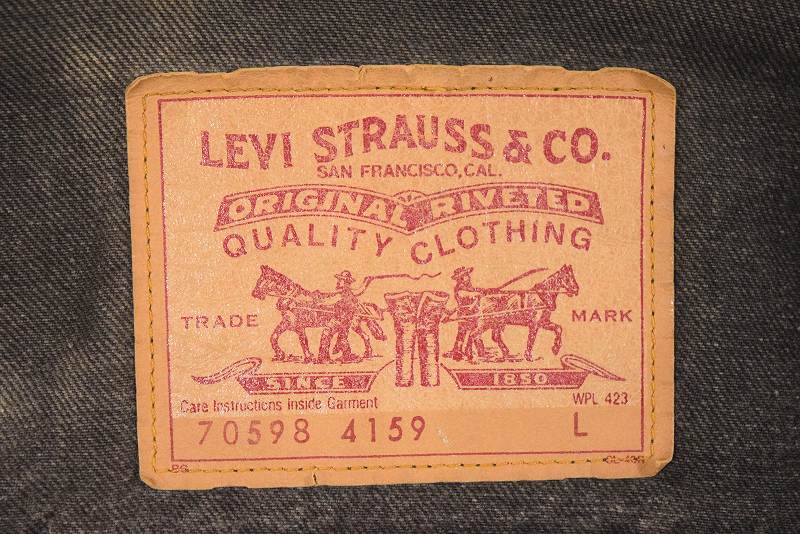 LEVI STRAUSS & CO.
SAN FRANCISCO, CAL.
ORIGINAL RIVETED
QUALITY CLOTHING
TRADE MARK
SINCE 1850
Care Instructions Inside Garment WPL 423
70598 4159 L